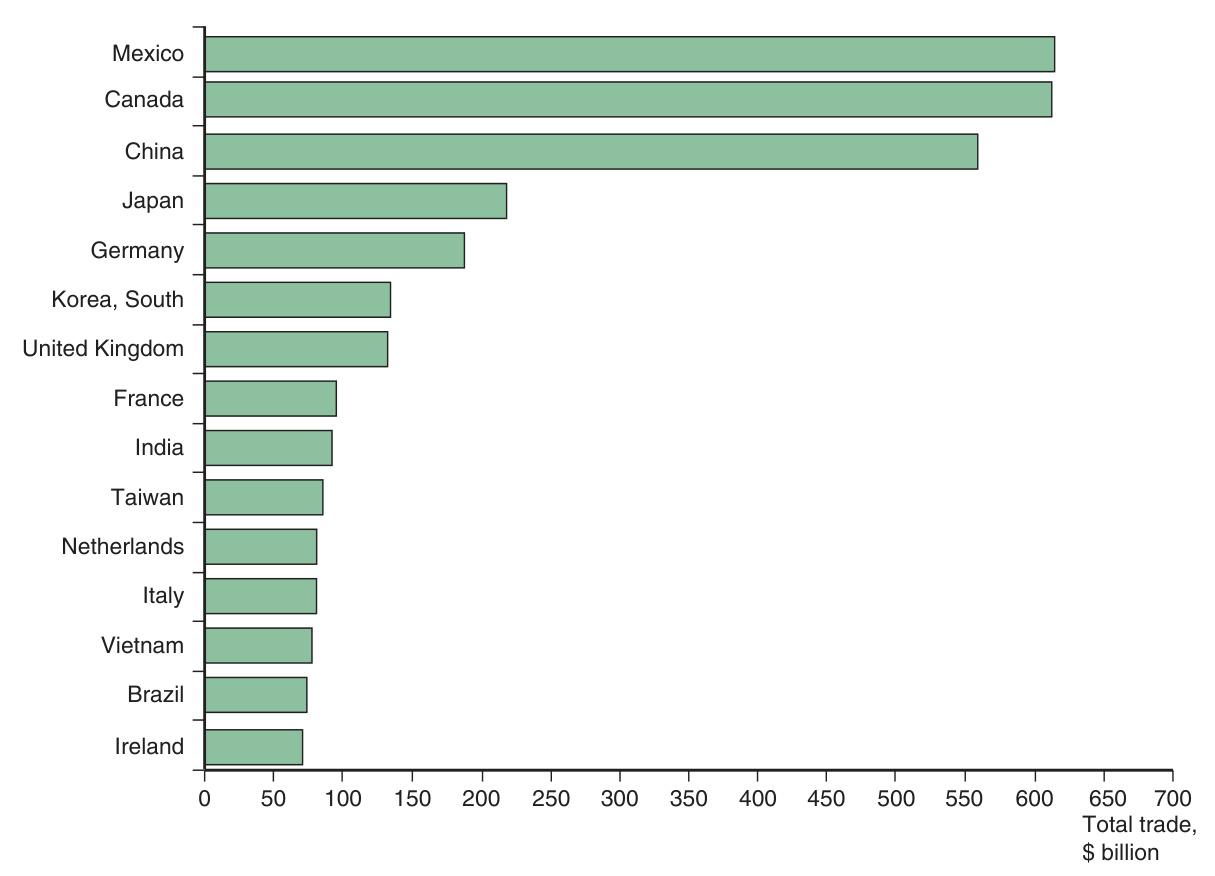 Mexico
Canada
China
Japan
Germany
Korea, South
United Kingdom
France
India
Taiwan
Netherlands
Italy
Vietnam
Brazil
Ireland
0 50 100 150 200 250 300 350 400 450 500 550 600 650 700
Total trade,
$ billion